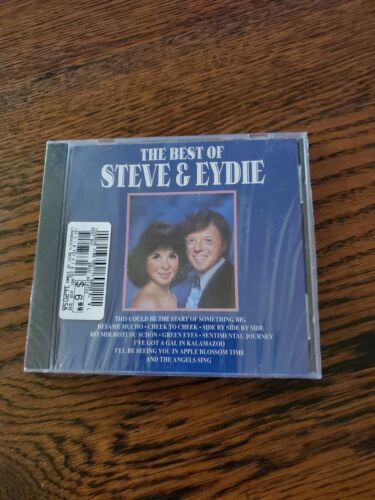 THE BEST OF
STEVE & EYDIE
$ 6.99
THIS COULD BE THE START OF SOMETHING BIG
BESAME MUCHO • CHEEK TO CHEEK • SIDE BY SIDE BY SIDE
BEI MIR BIST DU SCHÖN • GREEN EYES • SENTIMENTAL JOURNEY
I'VE GOT A GAL IN KALAMAZOO
I'LL BE SEEING YOU IN APPLE BLOSSOM TIME
AND THE ANGELS SING